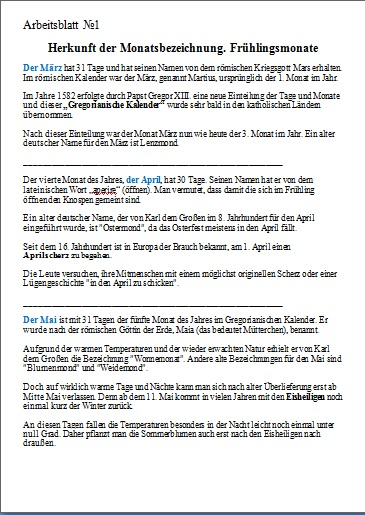 Arbeitsblatt №1
Herkunft der Monatsbezeichnung. Frühlingsmonate
Der März hat 31 Tage und hat seinen Namen von dem römischen Kriegsgott Mars erhalten.
Im römischen Kalender war der März, genannt Martius, ursprünglich der 1. Monat im Jahr.
Im Jahre 1582 erfolgte durch Papst Gregor XIII. eine neue Einteilung der Tage und Monate
und dieser „Gregorianische Kalender“ wurde sehr bald in den katholischen Ländern
übernommen.
Nach dieser Einteilung war der Monat März nun wie heute der 3. Monat im Jahr. Ein alter
deutscher Name für den März ist Lenzmond.
Der vierte Monat des Jahres, der April, hat 30 Tage. Seinen Namen hat er von dem
lateinischen Wort „aperire“ (öffnen). Man vermutet, dass damit die sich im Frühling
öffnenden Knospen gemeint sind.
Ein alter deutscher Name, der von Karl dem Großen im 8. Jahrhundert für den April
eingeführt wurde, ist "Ostermond", da das Osterfest meistens in den April fällt.
Seit dem 16. Jahrhundert ist in Europa der Brauch bekannt, am 1. April einen
Aprilscherz zu begehen.
Die Leute versuchen, ihre Mitmenschen mit einem möglichst originellen Scherz oder einer
Lügengeschichte "in den April zu schicken".
Der Mai ist mit 31 Tagen der fünfte Monat des Jahres im Gregorianischen Kalender. Er
wurde nach der römischen Göttin der Erde, Maia (das bedeutet Mütterchen), benannt.
Aufgrund der warmen Temperaturen und der wieder erwachten Natur erhielt er von Karl
dem Großen die Bezeichnung "Wonnemonat". Andere alte Bezeichnungen für den Mai sind
"Blumenmond" und "Weidemond".
Doch auf wirklich warme Tage und Nächte kann man sich nach alter Überlieferung erst ab
Mitte Mai verlassen. Denn ab dem 11. Mai kommt in vielen Jahren mit den Eisheiligen noch
einmal kurz der Winter zurück.
An diesen Tagen fallen die Temperaturen besonders in der Nacht leicht noch einmal unter
null Grad. Daher pflanzt man die Sommerblumen auch erst nach den Eisheiligen nach
draußen.